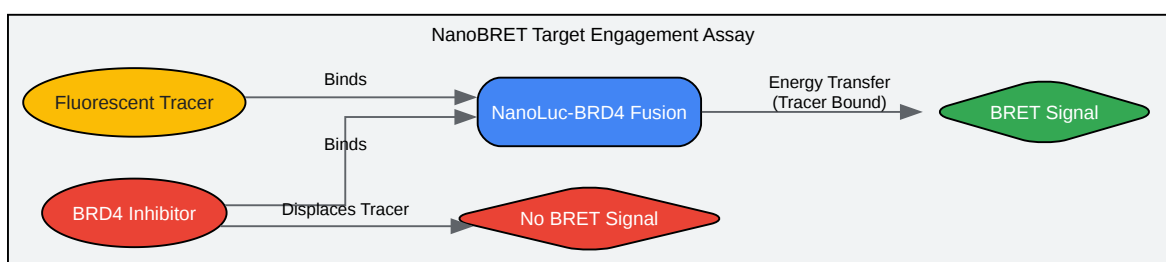 NanoBRET Target Engagement Assay
Binds
Fluorescent Tracer
NanoLuc-BRD4 Fusion
Energy Transfer
(Tracer Bound)
BRET Signal
Binds
BRD4 Inhibitor
Displaces Tracer
No BRET Signal